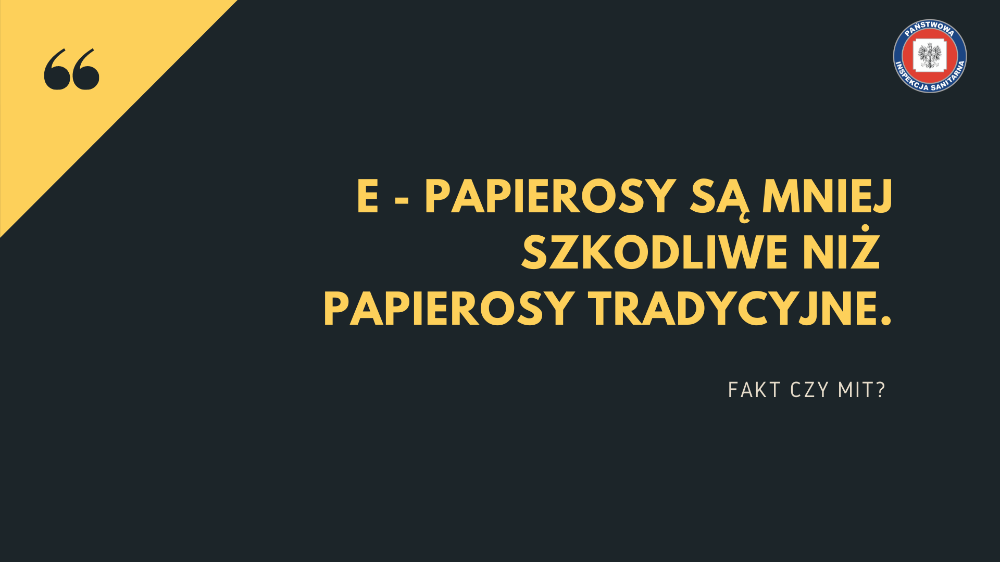 “
PAŃSTWOWA
INSPEKCJA SANITARNA
E - PAPIEROSY SĄ MNIEJ
SZKODLIWE NIŻ
PAPIEROSY TRADYCYJNE.
FAKT CZY MIT?